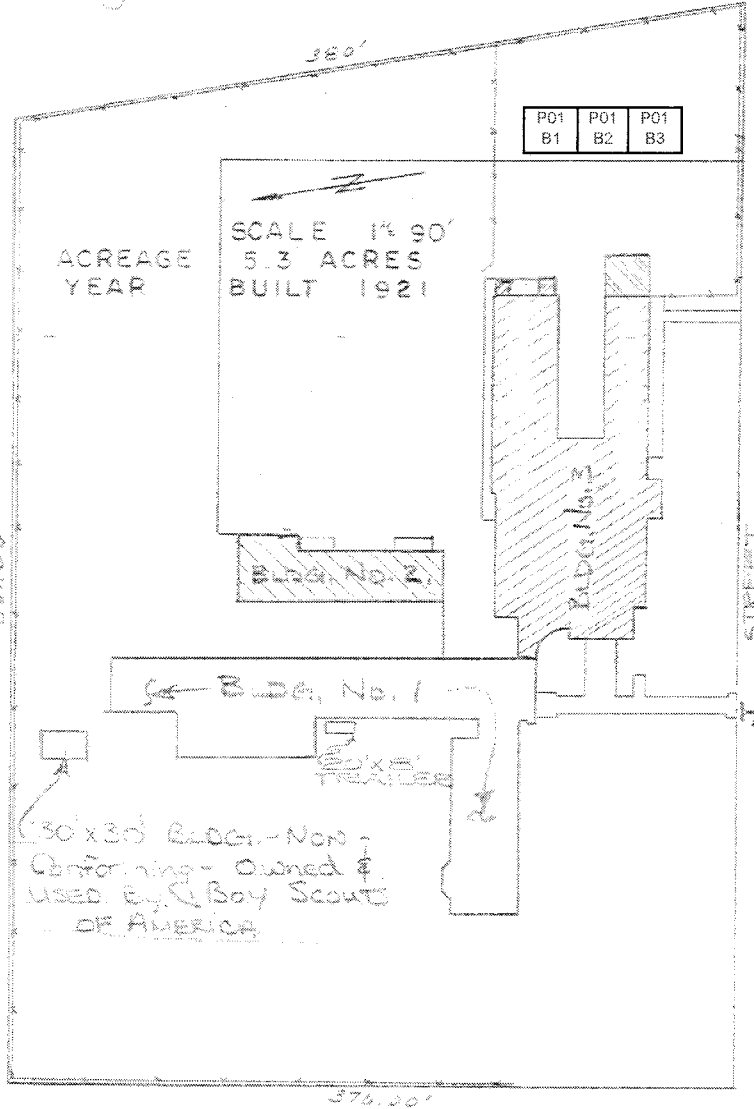 380'
P01 P01 P01
B1 B2 B3
SCALE 1"= 90'
ACREAGE 5.3 ACRES
YEAR BUILT 1921
BLDG. NO. 3
BLDG. NO. 2.
STREET
BLDG. NO. 1
TRAILER
30'x30' BLDG.-NON-
Conforming- Owned &
USED By BOY SCOUTS
OF AMERICA